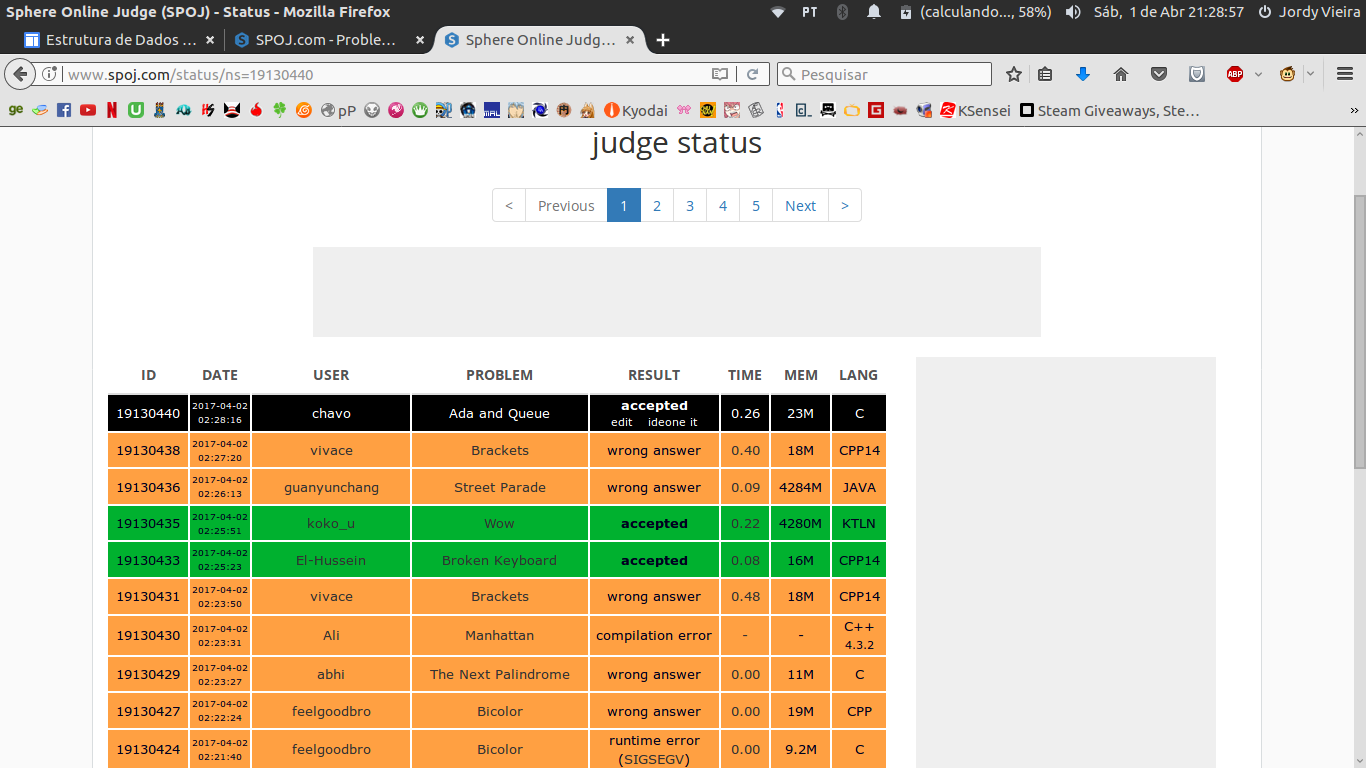 Sphere Online Judge (SPOJ) - Status - Mozilla Firefox
PT
(calculando..., 58%)
Sáb, 1 de Abr 21:28:57
Jordy Vieira
Estrutura de Dados ...
SPOJ.com - Proble...
Sphere Online Judg...
www.spoj.com/status/ns=19130440
Pesquisar
ABP
ge
pP
MAL
Kyodai
KSensei
Steam Giveaways, Ste...
judge status
< Previous 1 2 3 4 5 Next >
ID DATE USER PROBLEM RESULT TIME MEM LANG
19130440 2017-04-02 02:28:16 chavo Ada and Queue accepted edit ideone it 0.26 23M C
19130438 2017-04-02 02:27:20 vivace Brackets wrong answer 0.40 18M CPP14
19130436 2017-04-02 02:26:13 guanyunchang Street Parade wrong answer 0.09 4284M JAVA
19130435 2017-04-02 02:25:51 koko_u Wow accepted 0.22 4280M KTLN
19130433 2017-04-02 02:25:23 El-Hussein Broken Keyboard accepted 0.08 16M CPP14
19130431 2017-04-02 02:23:50 vivace Brackets wrong answer 0.48 18M CPP14
19130430 2017-04-02 02:23:31 Ali Manhattan compilation error - - C++ 4.3.2
19130429 2017-04-02 02:23:27 abhi The Next Palindrome wrong answer 0.00 11M C
19130427 2017-04-02 02:22:24 feelgoodbro Bicolor wrong answer 0.00 19M CPP
19130424 2017-04-02 02:21:40 feelgoodbro Bicolor runtime error (SIGSEGV) 0.00 9.2M C